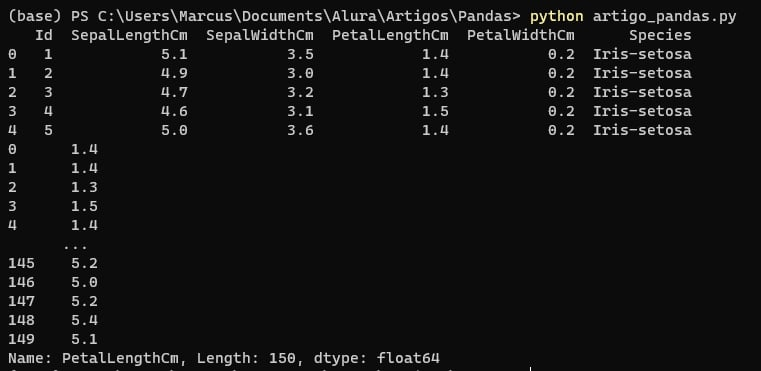 (base) PS C:\Users\Marcus\Documents\Alura\Artigos\Pandas> python artigo_pandas.py
   Id  SepalLengthCm  SepalWidthCm  PetalLengthCm  PetalWidthCm      Species
0   1            5.1           3.5            1.4           0.2  Iris-setosa
1   2            4.9           3.0            1.4           0.2  Iris-setosa
2   3            4.7           3.2            1.3           0.2  Iris-setosa
3   4            4.6           3.1            1.5           0.2  Iris-setosa
4   5            5.0           3.6            1.4           0.2  Iris-setosa
0      1.4
1      1.4
2      1.3
3      1.5
4      1.4
      ...
145    5.2
146    5.0
147    5.2
148    5.4
149    5.1
Name: PetalLengthCm, Length: 150, dtype: float64